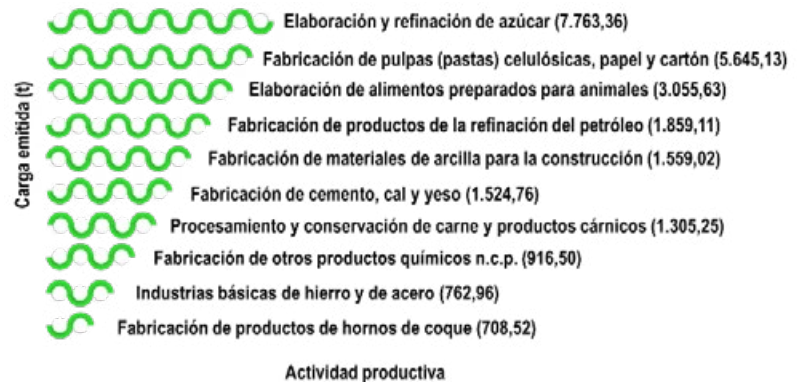 Carga emitida (t)
Elaboración y refinación de azúcar (7.763,36)
Fabricación de pulpas (pastas) celulósicas, papel y cartón (5.645,13)
Elaboración de alimentos preparados para animales (3.055,63)
Fabricación de productos de la refinación del petróleo (1.859,11)
Fabricación de materiales de arcilla para la construcción (1.559,02)
Fabricación de cemento, cal y yeso (1.524,76)
Procesamiento y conservación de carne y productos cárnicos (1.305,25)
Fabricación de otros productos químicos n.c.p. (916,50)
Industrias básicas de hierro y de acero (762,96)
Fabricación de productos de hornos de coque (708,52)
Actividad productiva